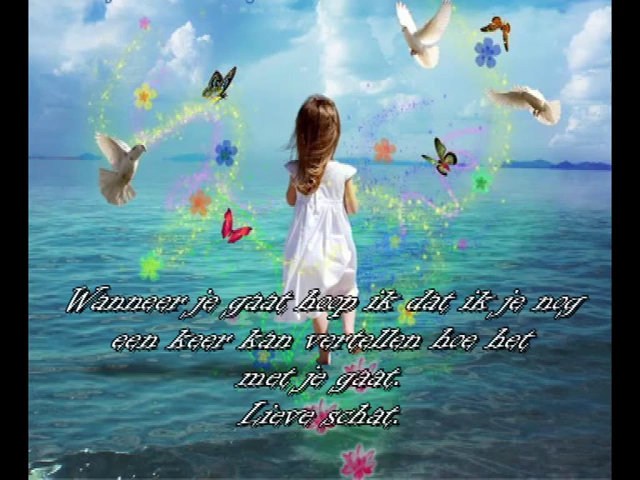 Wanneer je gaat hoop ik dat ik je nog
een keer kan vertellen hoe het
met je gaat.
Lieve schat.